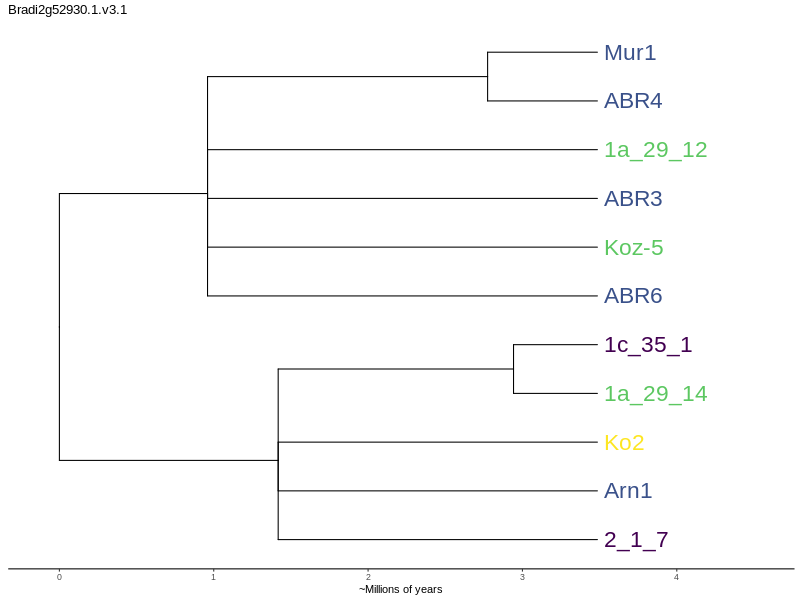 Bradi2g52930.1.v3.1
Mur1
ABR4
1a_29_12
ABR3
Koz-5
ABR6
1c_35_1
1a_29_14
Ko2
Arn1
2_1_7
0 1 2 3 4
~Millions of years